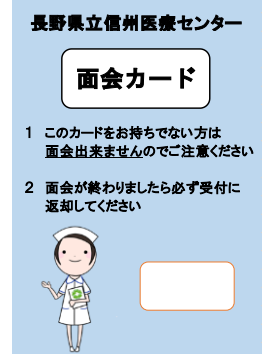 長野県立信州医療センター
面会カード
1 このカードをお持ちでない方は
面会出来ませんのでご注意ください
2 面会が終わりましたら必ず受付に
返却してください